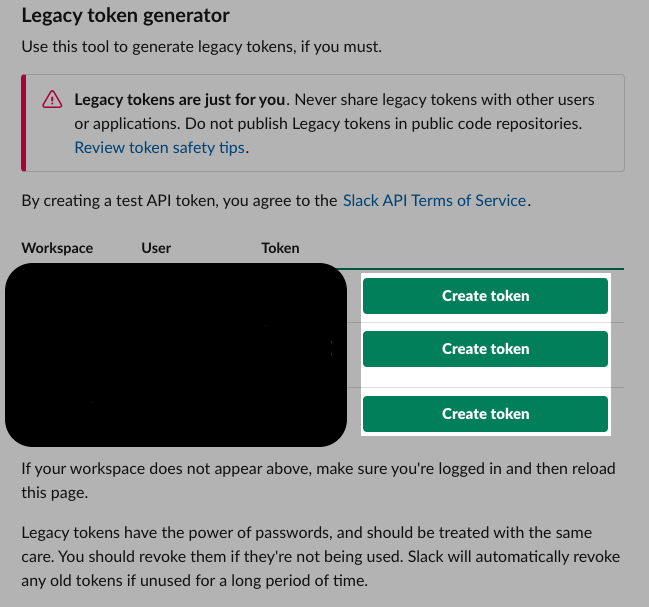 Legacy token generator
Use this tool to generate legacy tokens, if you must.
Legacy tokens are just for you. Never share legacy tokens with other users
or applications. Do not publish Legacy tokens in public code repositories.
Review token safety tips.
By creating a test API token, you agree to the Slack API Terms of Service.
Workspace User Token
Create token
Create token
Create token
If your workspace does not appear above, make sure you're logged in and then reload
this page.
Legacy tokens have the power of passwords, and should be treated with the same
care. You should revoke them if they're not being used. Slack will automatically revoke
any old tokens if unused for a long period of time.